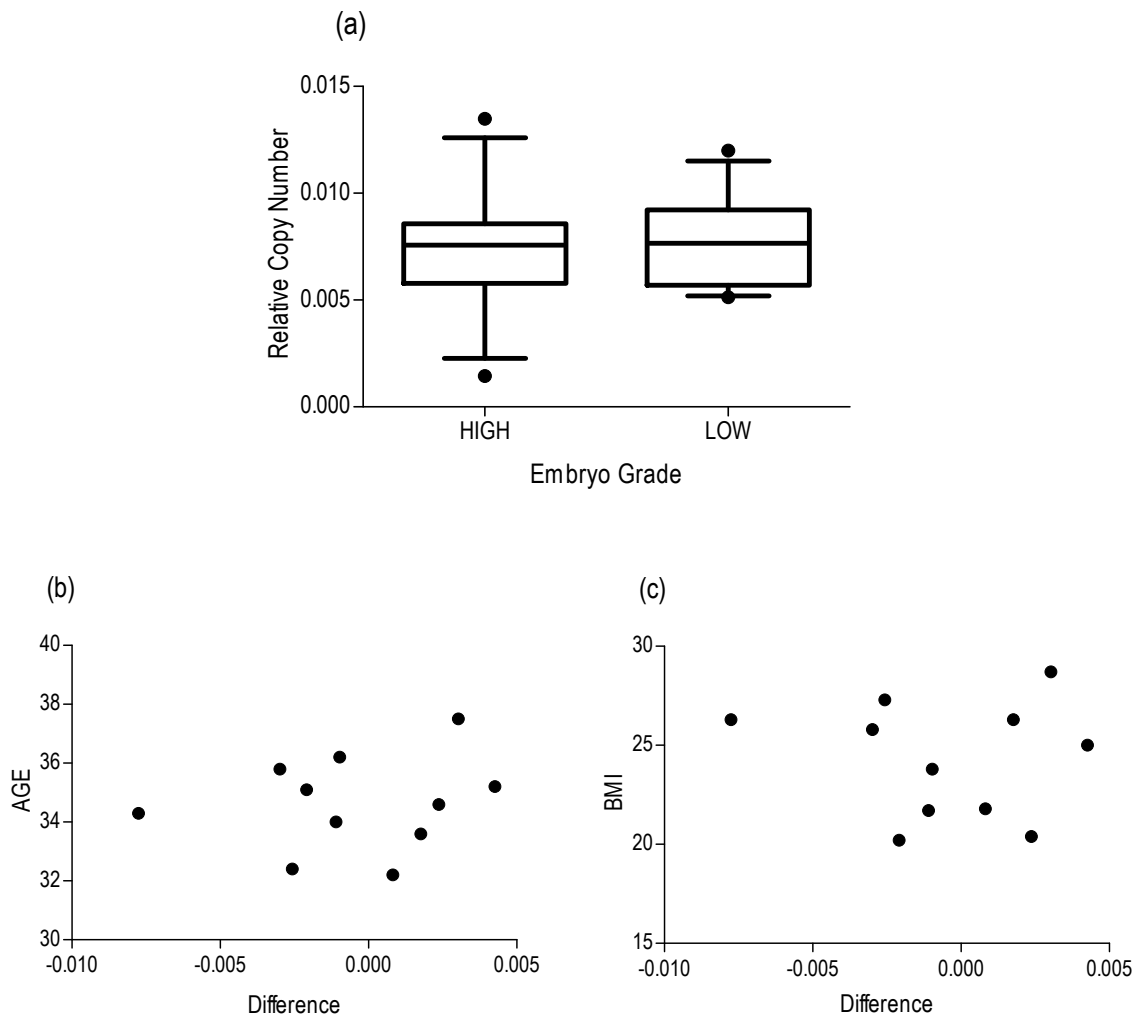 (a)
0.015
0.010
0.005
0.000
Relative Copy Number
HIGH LOW
Embryo Grade
(b)
40
38
36
34
32
30
AGE
-0.010 -0.005 0.000 0.005
Difference
(c)
30
25
20
15
BMI
-0.010 -0.005 0.000 0.005
Difference